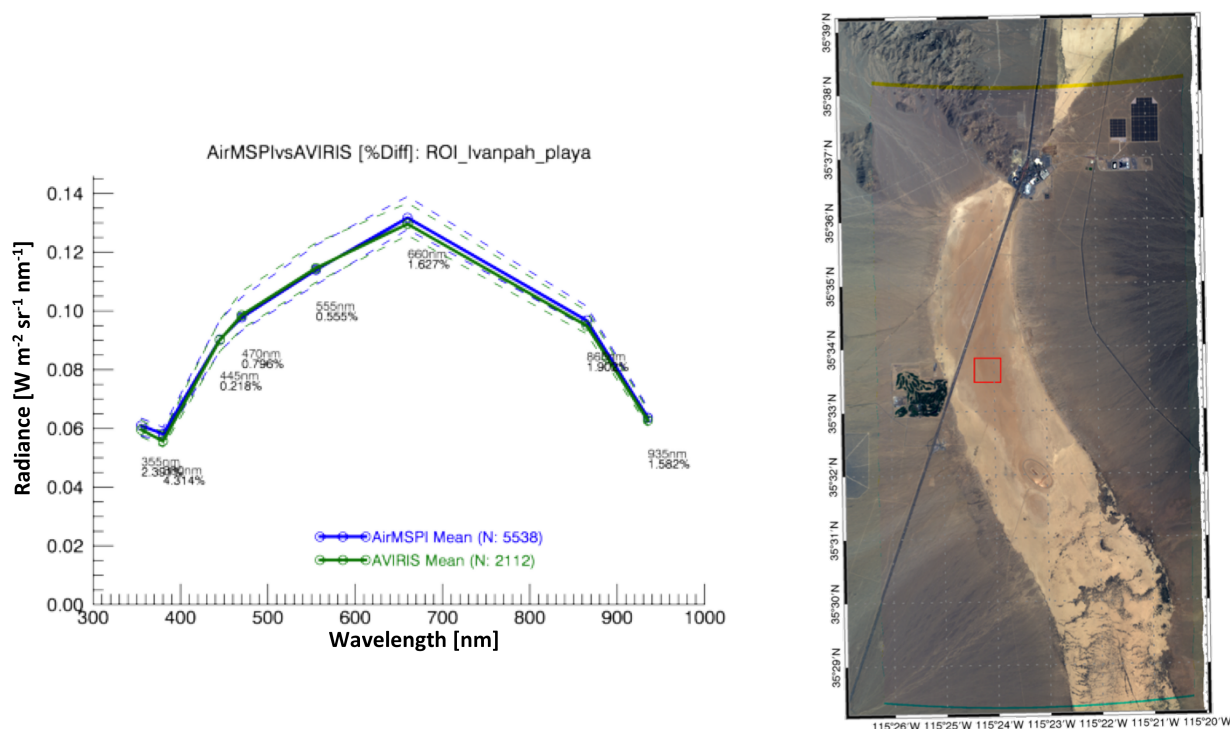 AirMSPIvsAVIRIS [%Diff]: ROI_Ivanpah_playa
Radiance [W m-2 sr-1 nm-1]
0.14
0.12
0.10
0.08
0.06
0.04
0.02
0.00
660nm
1.627%
555nm
0.555%
470nm
0.796%
445nm
0.218%
355nm
4.314%
935nm
1.582%
AirMSPI Mean (N: 5538)
AVIRIS Mean (N: 2112)
300 400 500 600 700 800 900 1000
Wavelength [nm]
35°39'N
35°38'N
35°37'N
35°36'N
35°35'N
35°34'N
35°33'N
35°32'N
35°31'N
35°30'N
35°29'N
115°26'W 115°25'W 115°24'W 115°23'W 115°22'W 115°21'W 115°20'W